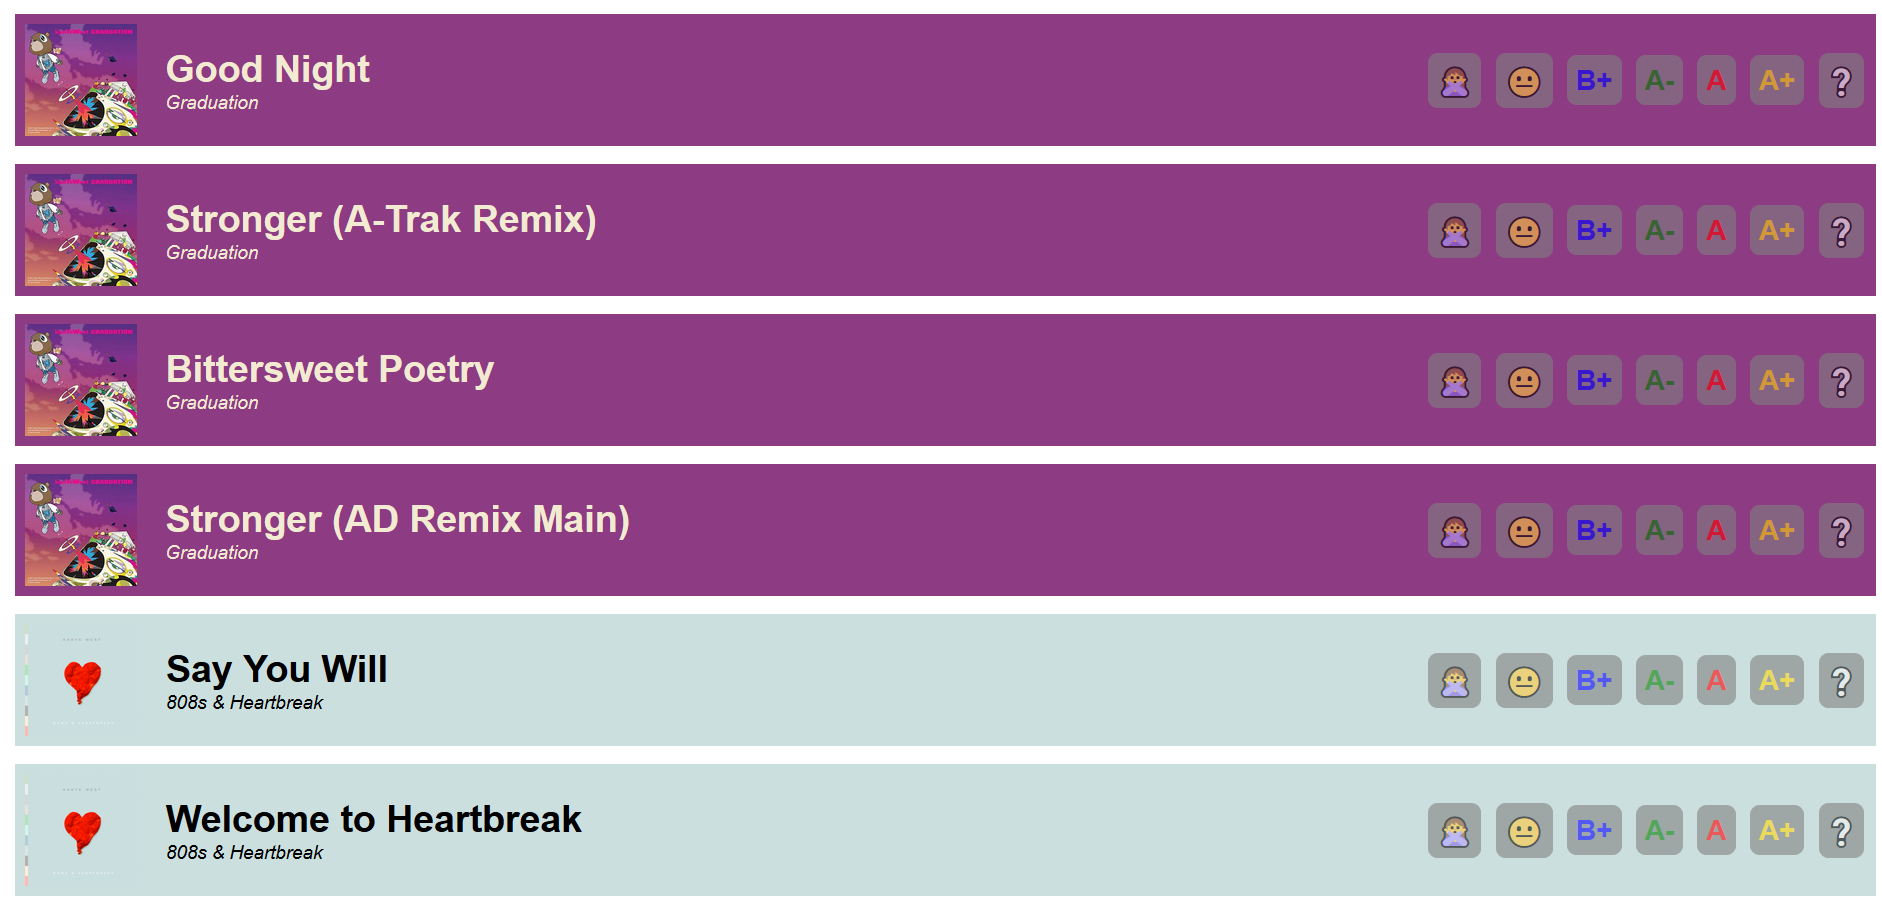 Good Night
Graduation
B+ A- A A+ ?
Stronger (A-Trak Remix)
Graduation
B+ A- A A+ ?
Bittersweet Poetry
Graduation
B+ A- A A+ ?
Stronger (AD Remix Main)
Graduation
B+ A- A A+ ?
Say You Will
808s & Heartbreak
B+ A- A A+ ?
Welcome to Heartbreak
808s & Heartbreak
B+ A- A A+ ?